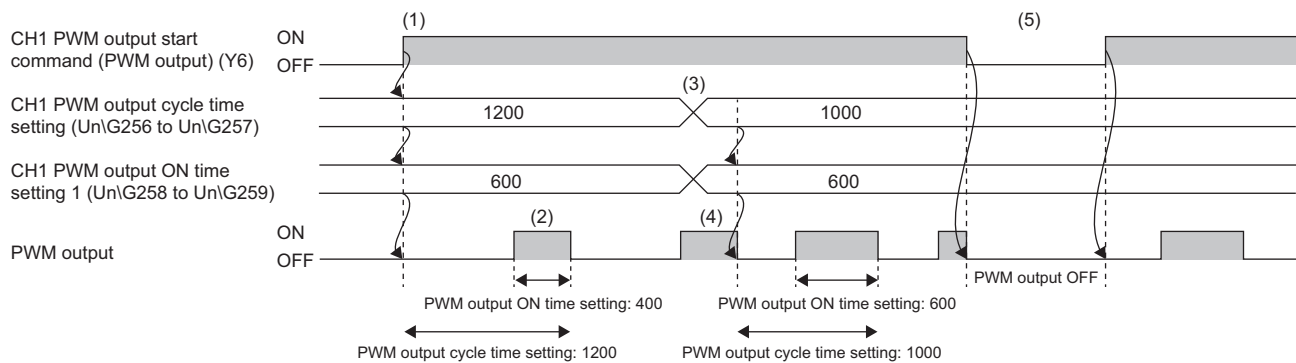 (1)
(5)
CH1 PWM output start
command (PWM output) (Y6)
ON
OFF
(3)
CH1 PWM output cycle time
setting (Un\G256 to Un\G257)
1200
1000
CH1 PWM output ON time
setting 1 (Un\G258 to Un\G259)
600
600
(2)
(4)
PWM output
ON
OFF
PWM output OFF
PWM output ON time setting: 400
PWM output ON time setting: 600
PWM output cycle time setting: 1200
PWM output cycle time setting: 1000